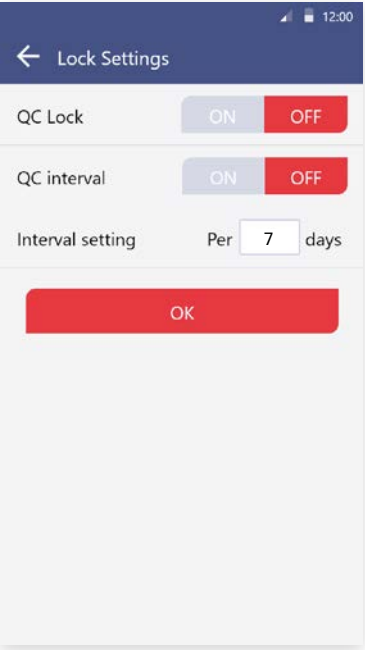 12:00
Lock Settings
QC Lock ON OFF
QC interval ON OFF
Interval setting Per 7 days
OK